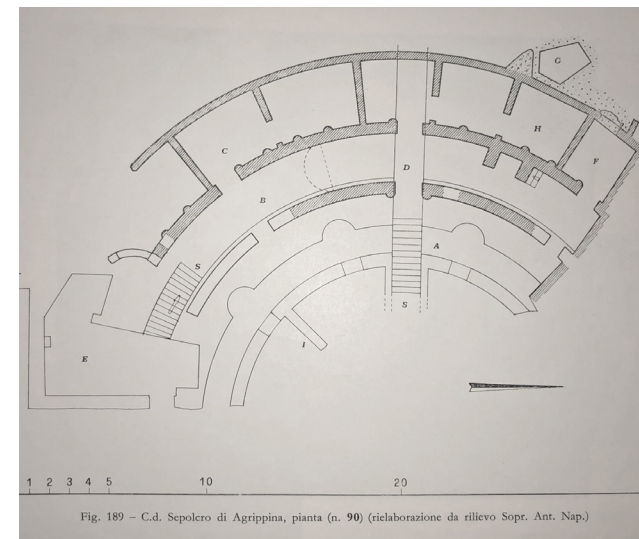 G
H
C
F
D
B
A
S
S
I
E
1 2 3 4 5 10 20
Fig. 189 – C.d. Sepolcro di Agrippina, pianta (n. 90) (rielaborazione da rilievo Sopr. Ant. Nap.)